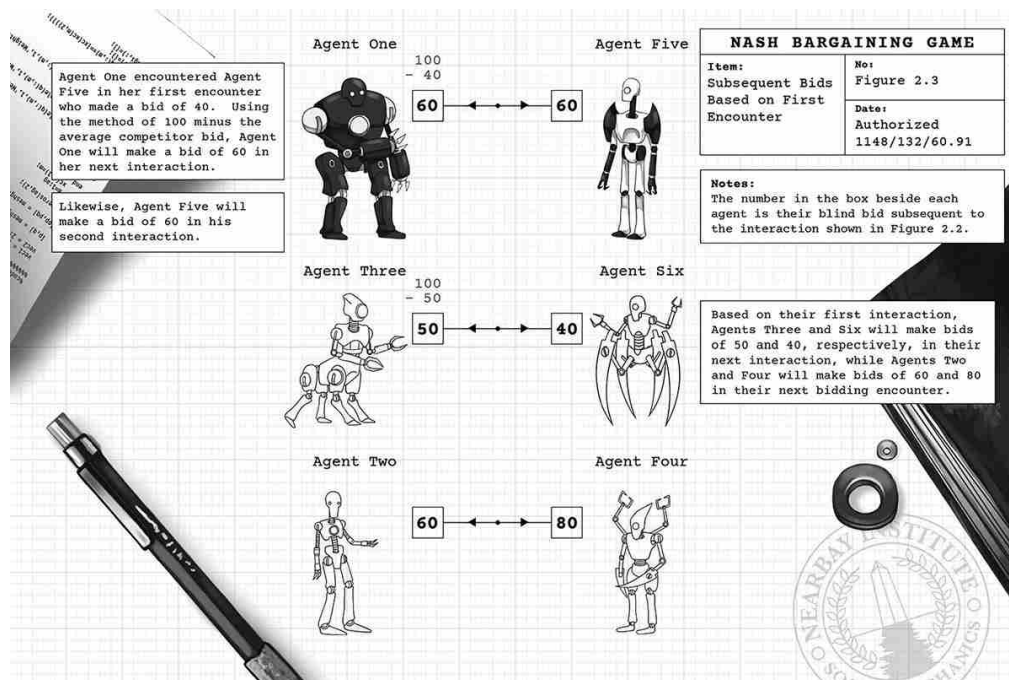 Agent One
Agent Five
100
- 40
60
60
Agent One encountered Agent
Five in her first encounter
who made a bid of 40. Using
the method of 100 minus the
average competitor bid, Agent
One will make a bid of 60 in
her next interaction.
Likewise, Agent Five will
make a bid of 60 in his
second interaction.
NASH BARGAINING GAME
Item:
Subsequent Bids
Based on First
Encounter
No:
Figure 2.3
Date:
Authorized
1148/132/60.91
Notes:
The number in the box beside each
agent is their blind bid subsequent to
the interaction shown in Figure 2.2.
Agent Three
Agent Six
100
- 50
50
40
Based on their first interaction,
Agents Three and Six will make bids
of 50 and 40, respectively, in their
next interaction, while Agents Two
and Four will make bids of 60 and 80
in their next bidding encounter.
Agent Two
Agent Four
60
80
NEARBAY INSTITUTE